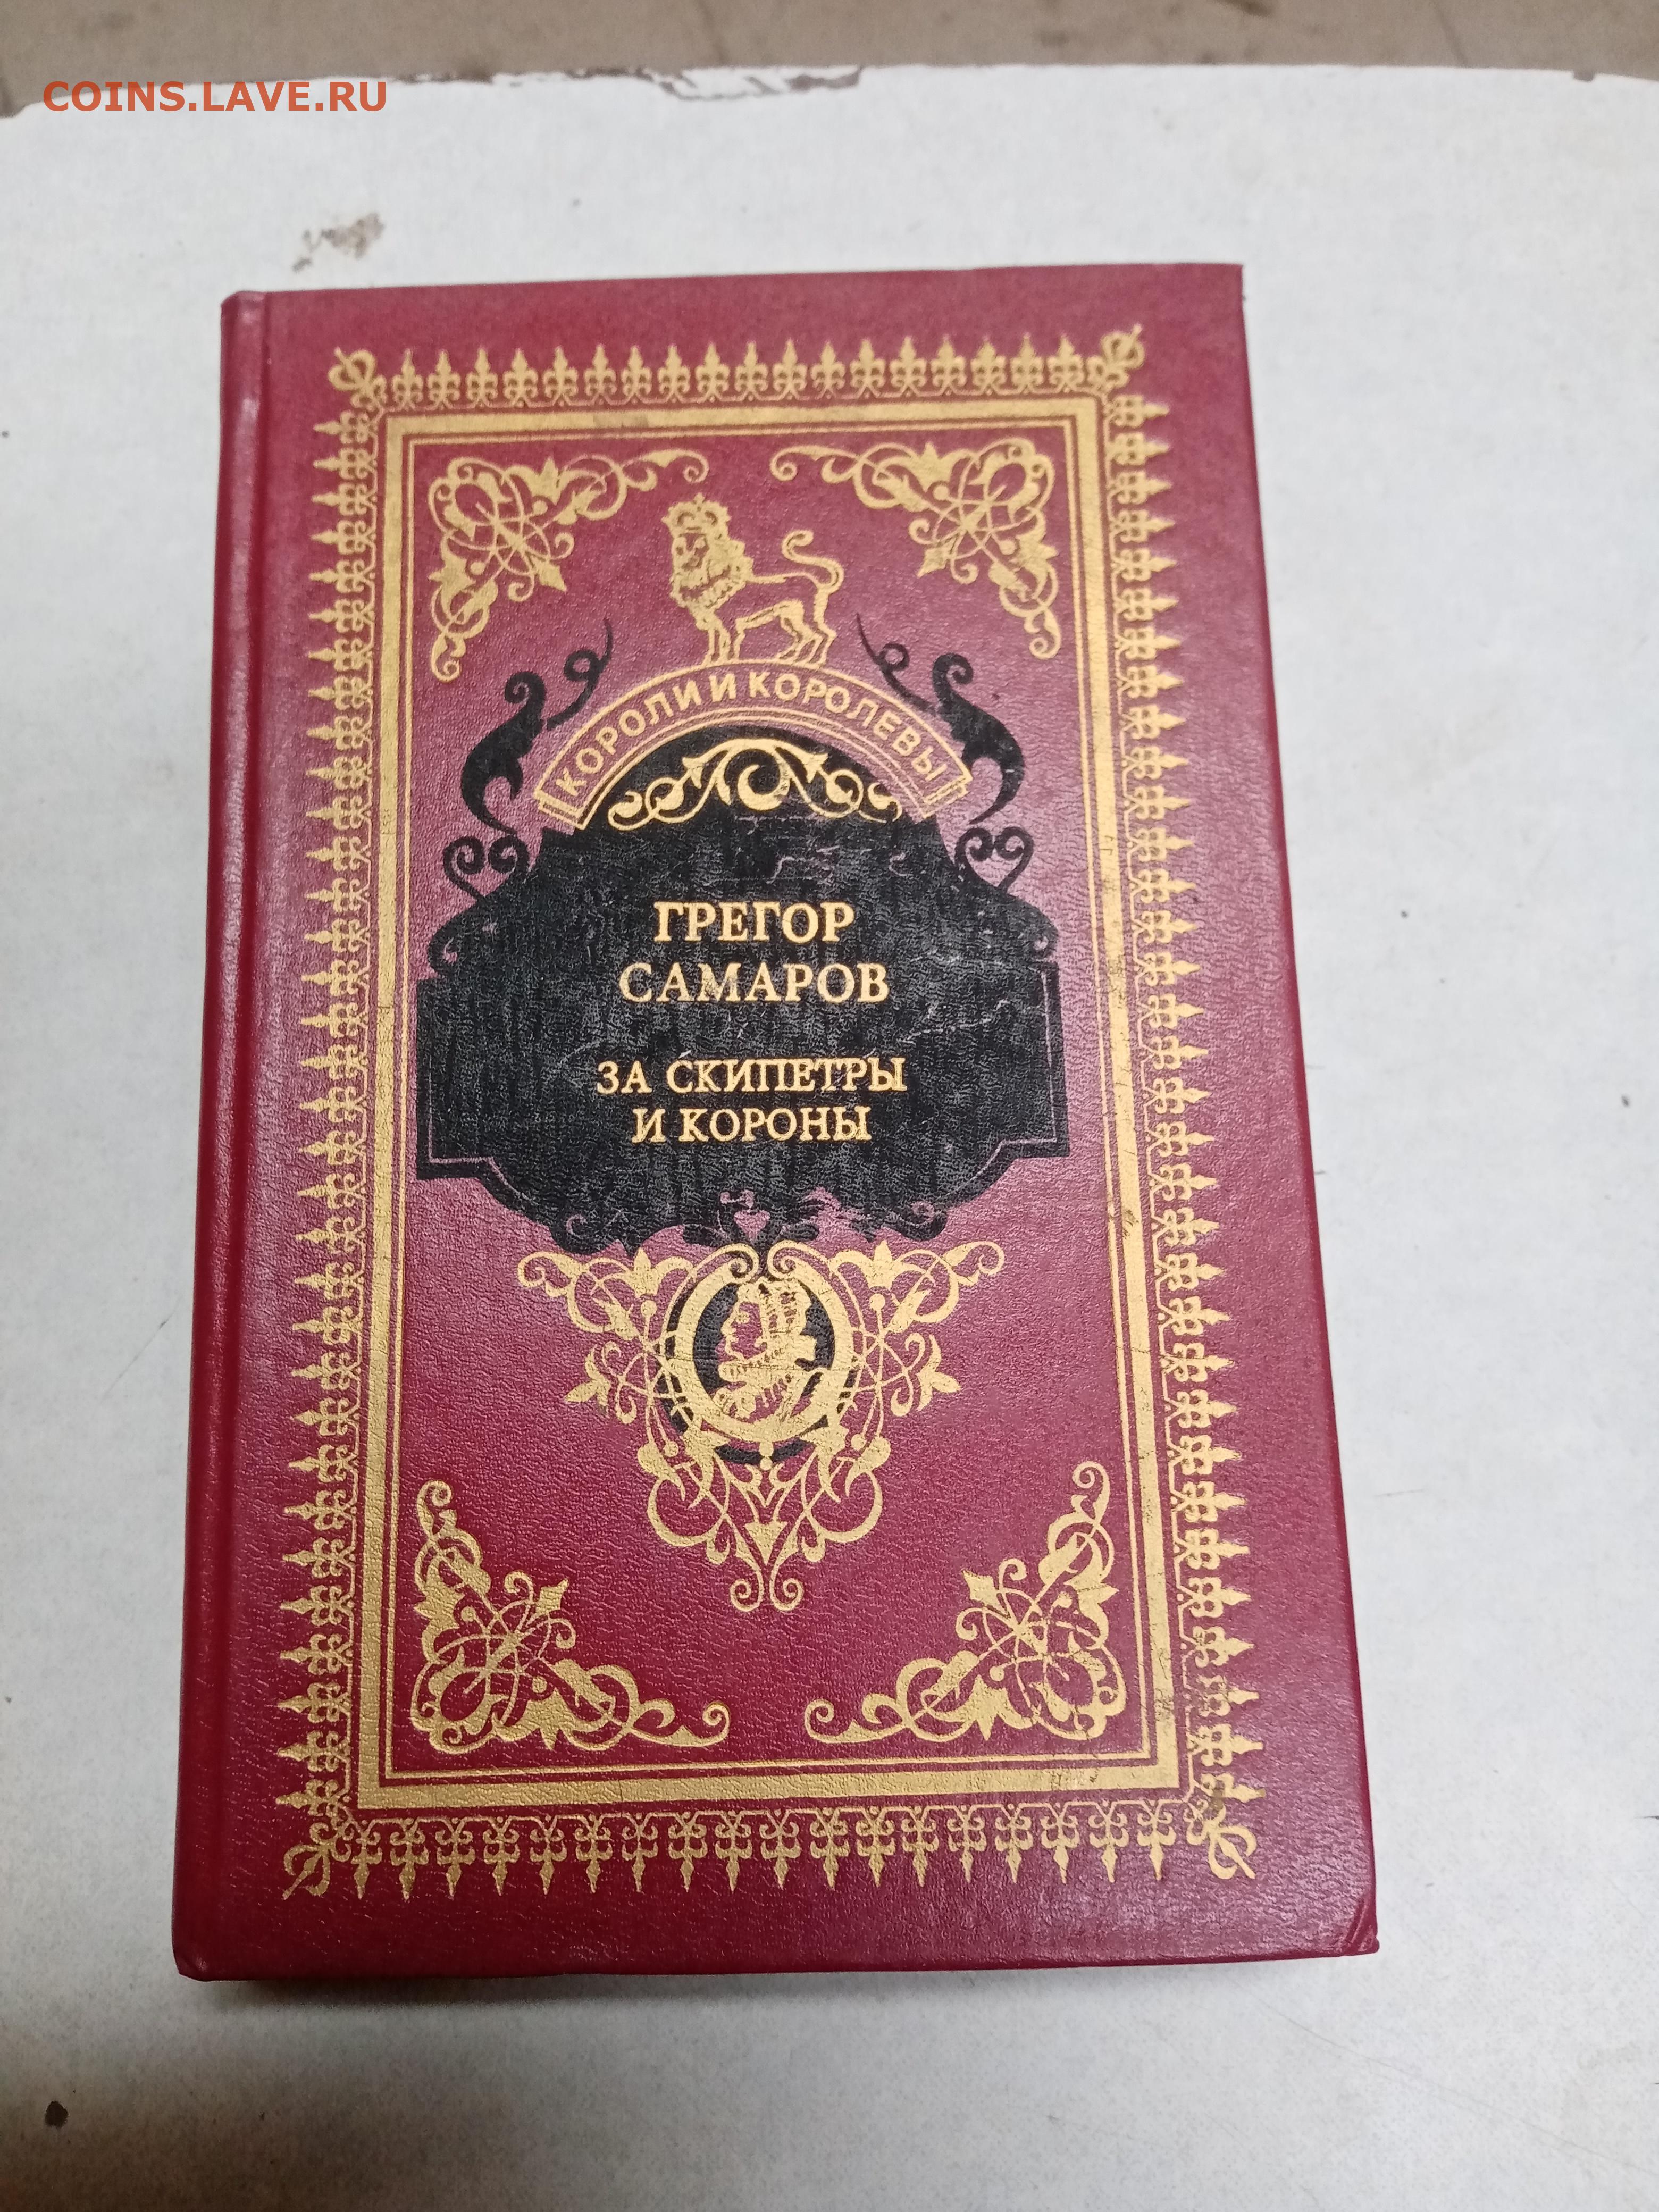 COINS.LAVE.RU
КОРОЛИ И КОРОЛЕВЫ
ГРЕГОР
САМАРОВ
ЗА СКИПЕТРЫ
И КОРОНЫ